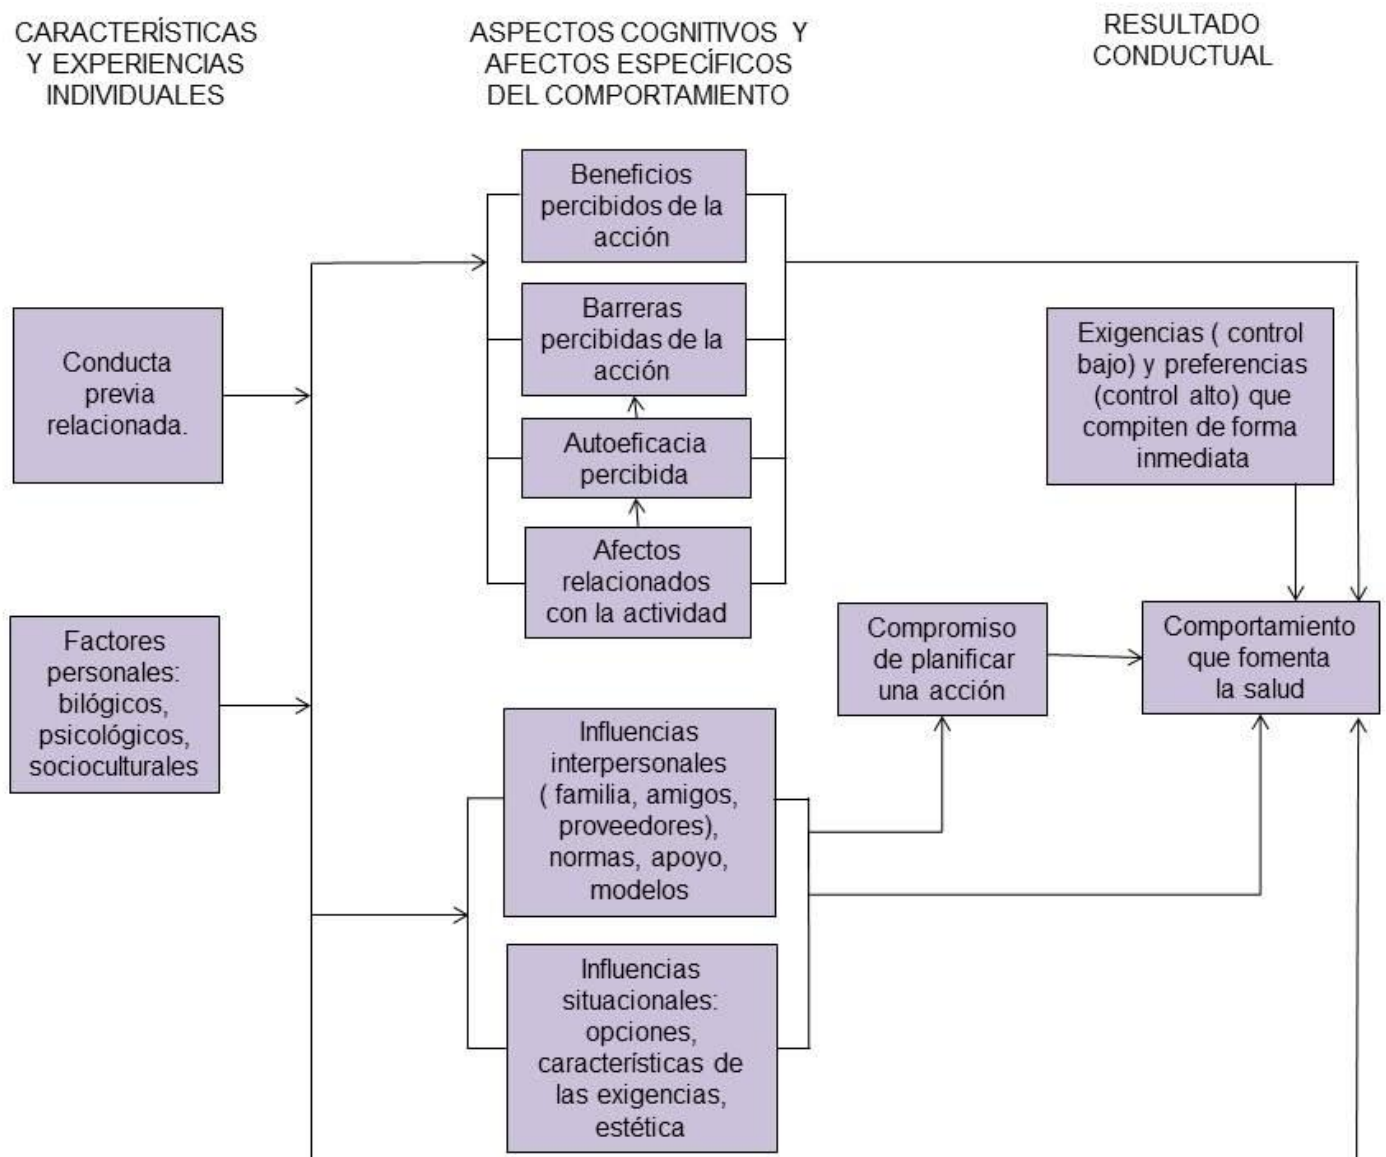 CARACTERÍSTICAS
Y EXPERIENCIAS
INDIVIDUALES
ASPECTOS COGNITIVOS Y
AFECTOS ESPECÍFICOS
DEL COMPORTAMIENTO
RESULTADO
CONDUCTUAL
Conducta
previa
relacionada.
Factores
personales:
bilógicos,
psicológicos,
socioculturales
Beneficios
percibidos de la
acción
Barreras
percibidas de la
acción
Autoeficacia
percibida
Afectos
relacionados
con la actividad
Influencias
interpersonales
( familia, amigos,
proveedores),
normas, apoyo,
modelos
Influencias
situacionales:
opciones,
características de
las exigencias,
estética
Compromiso
de planificar
una acción
Exigencias ( control
bajo) y preferencias
(control alto) que
compiten de forma
inmediata
Comportamiento
que fomenta
la salud